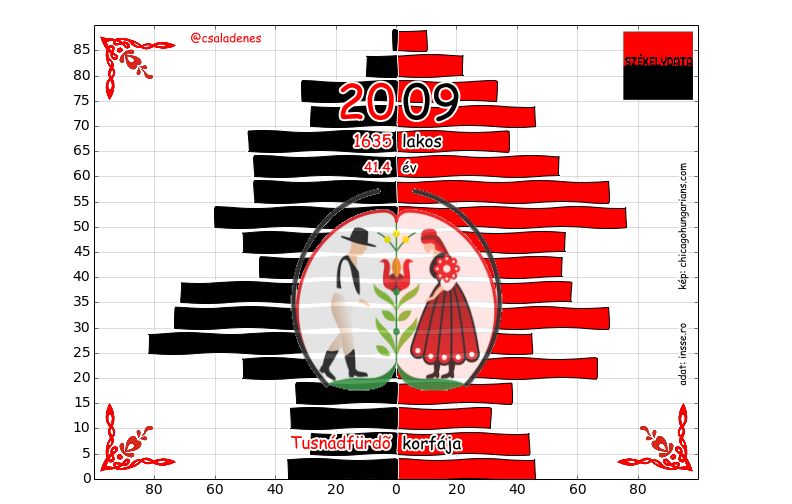 @csaladenes
SZÉKELYDATA
2009
1635 lakos
41,4 év
kép: chicagohungarians.com
adat: insse.ro
Tusnádfürdő korfája
85
80
75
70
65
60
55
50
45
40
35
30
25
20
15
10
5
0
80 60 40 20 0 20 40 60 80